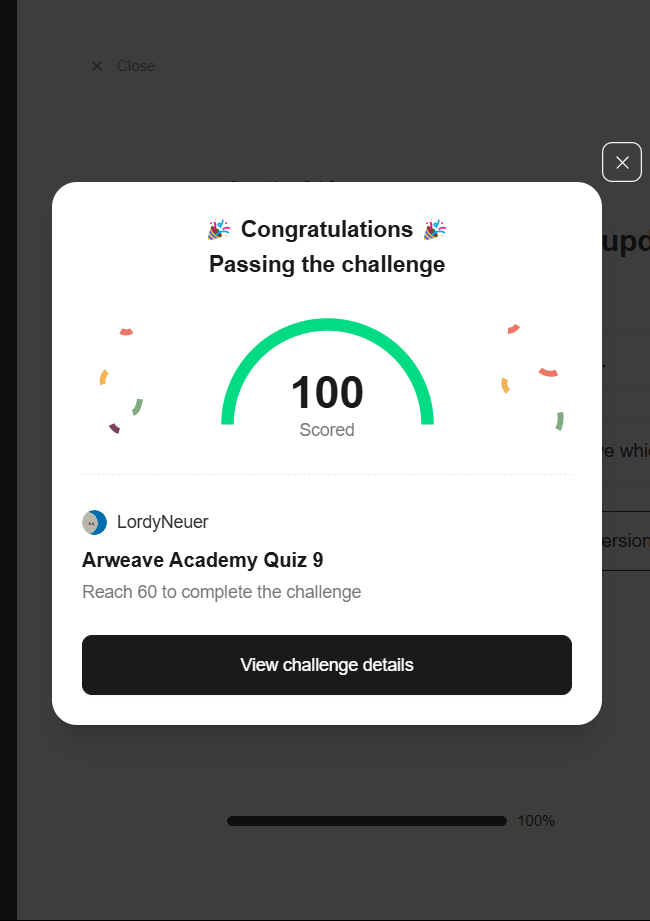 Close
Congratulations
Passing the challenge
upd
100
Scored
ve whi
LordyNeuer
ersion
Arweave Academy Quiz 9
Reach 60 to complete the challenge
View challenge details
100%